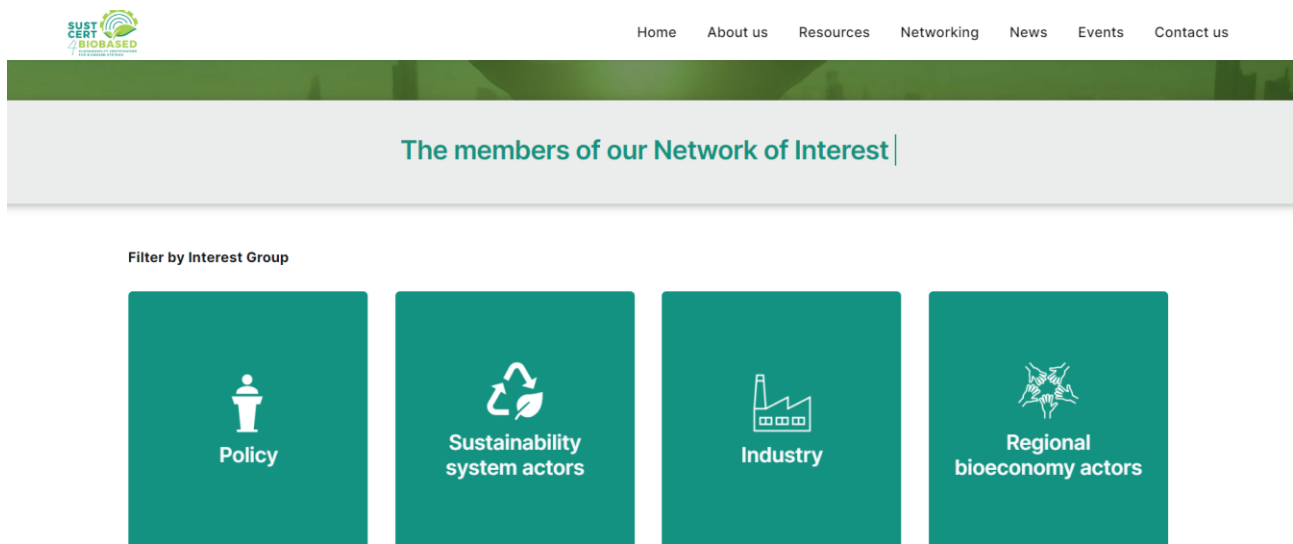 SUST
CERT
4 BIOBASED
Home About us Resources Networking News Events Contact us
The members of our Network of Interest
Filter by Interest Group
Policy
Sustainability
system actors
Industry
Regional
bioeconomy actors